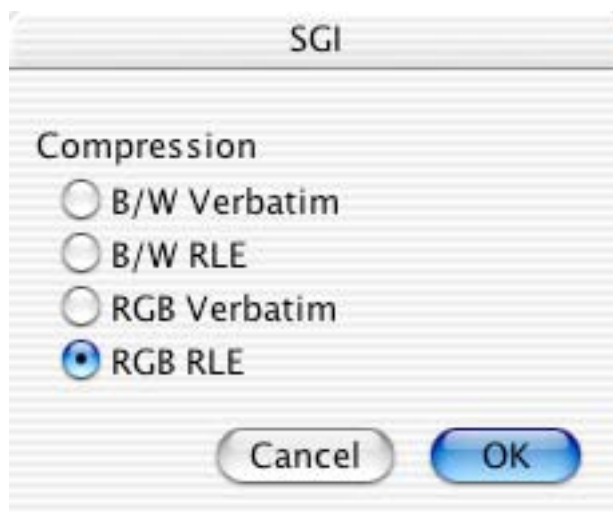 SGI
Compression
B/W Verbatim
B/W RLE
RGB Verbatim
RGB RLE
Cancel OK